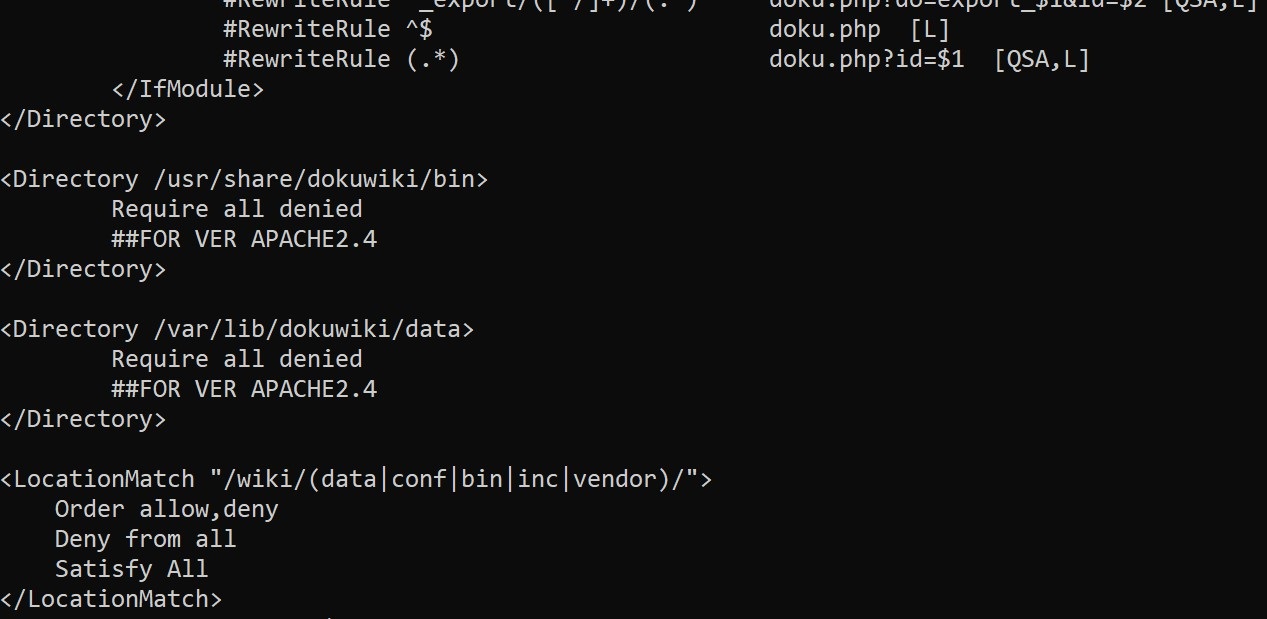 #RewriteRule ^_export/([^/]+)/(.*) doku.php?do=export_$1&id=$2 [QSA,L]
#RewriteRule ^$ doku.php [L]
#RewriteRule (.*) doku.php?id=$1 [QSA,L]
</IfModule>
</Directory>
<Directory /usr/share/dokuwiki/bin>
Require all denied
##FOR VER APACHE2.4
</Directory>
<Directory /var/lib/dokuwiki/data>
Require all denied
##FOR VER APACHE2.4
</Directory>
<LocationMatch "/wiki/(data|conf|bin|inc|vendor)/">
Order allow,deny
Deny from all
Satisfy All
</LocationMatch>